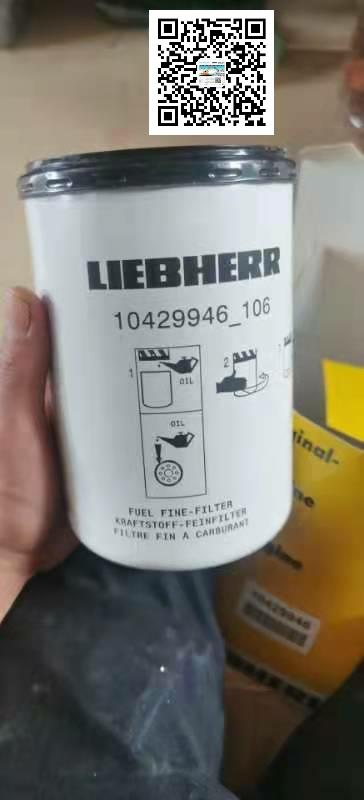 LIEBHERR
10429946_106
1
OIL
2
OIL
FUEL FINE-FILTER
KRAFTSTOFF-FEINFILTER
FILTRE FIN A CARBURANT
10429946